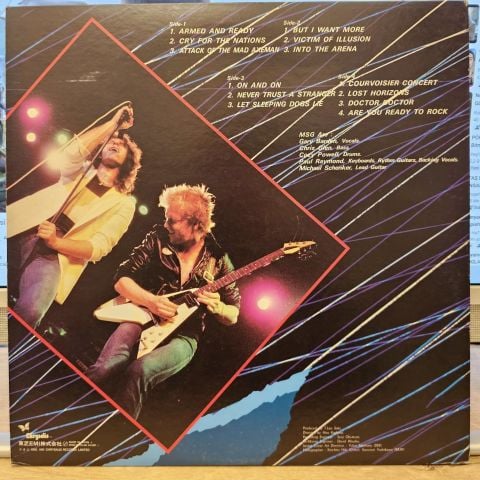 Side-1
1. ARMED AND READY
2. CRY FOR THE NATIONS
3. ATTACK OF THE MAD AXEMAN
Side-2
1. BUT I WANT MORE
2. VICTIM OF ILLUSION
3. INTO THE ARENA
Side-3
1. ON AND ON
2. NEVER TRUST A STRANGER
3. LET SLEEPING DOGS LIE
Side-4
1. COURVOISIER CONCERT
2. LOST HORIZONS
3. DOCTOR DOCTOR
4. ARE YOU READY TO ROCK
MSG Are
Gary Barden, Vocals.
Chris Glen, Bass.
Cozy Powell, Drums.
Paul Raymond, Keyboards, Rythm Guitars, Backing Vocals.
Michael Schenker, Lead Guitar.
Chrysalis
東芝EMI株式会社